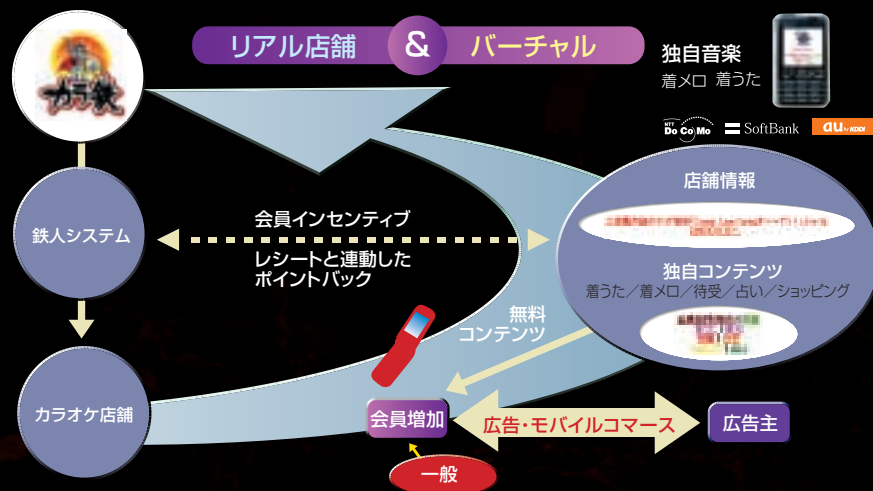 リアル店舗 & バーチャル
カラ鉄
独自音楽
着メロ 着うた
NTT
DoCoMo
SoftBank
au by KDDI
店舗情報
鉄人システム
会員インセンティブ
レシートと連動した
ポイントバック
独自コンテンツ
着うた／着メロ／待受／占い／ショッピング
無料
コンテンツ
カラオケ店舗
会員増加
広告・モバイルコマース
広告主
一般